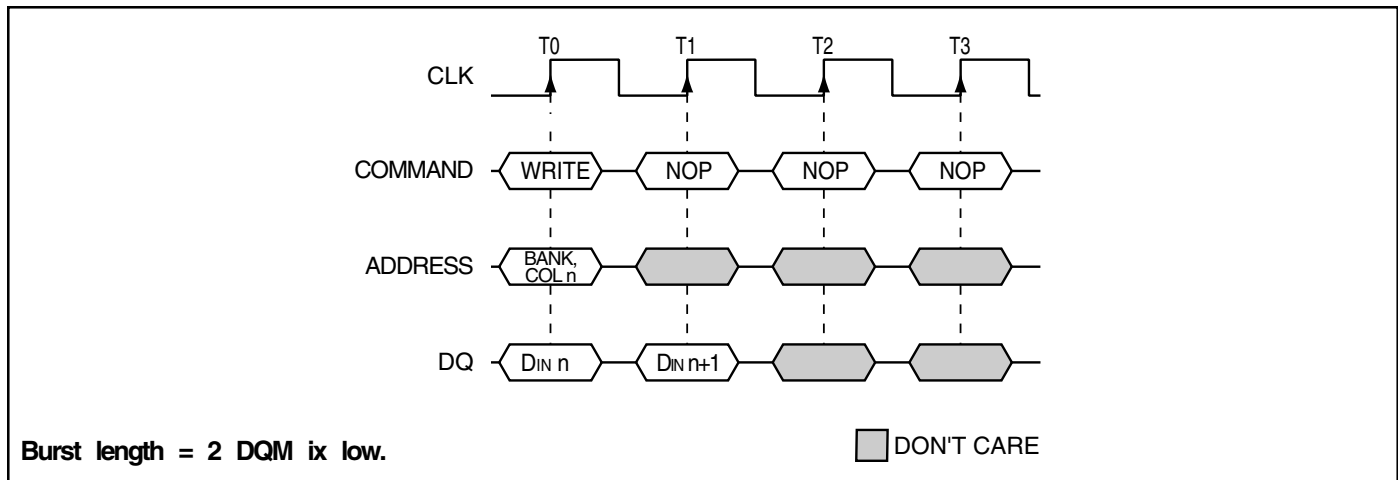 T0 T1 T2 T3
CLK
COMMAND WRITE NOP NOP NOP
ADDRESS BANK,
COL n
DQ DIN n DIN n+1
Burst length = 2 DQM ix low.
DON'T CARE